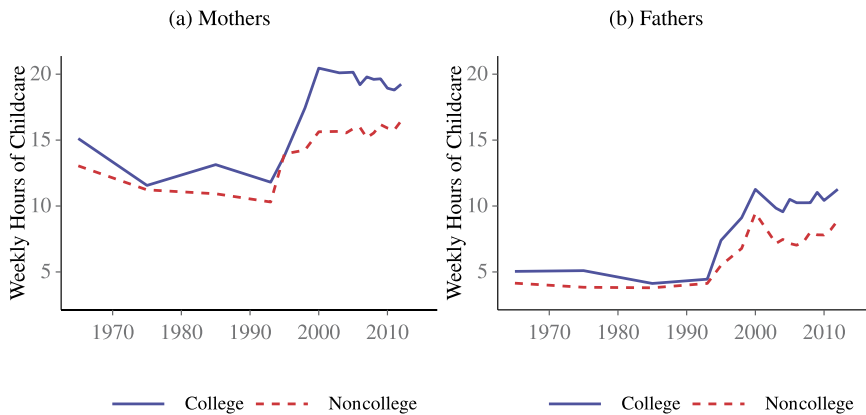 (a) Mothers
Weekly Hours of Childcare
20
15
10
5
1970 1980 1990 2000 2010
College Noncollege
(b) Fathers
Weekly Hours of Childcare
20
15
10
5
1970 1980 1990 2000 2010
College Noncollege